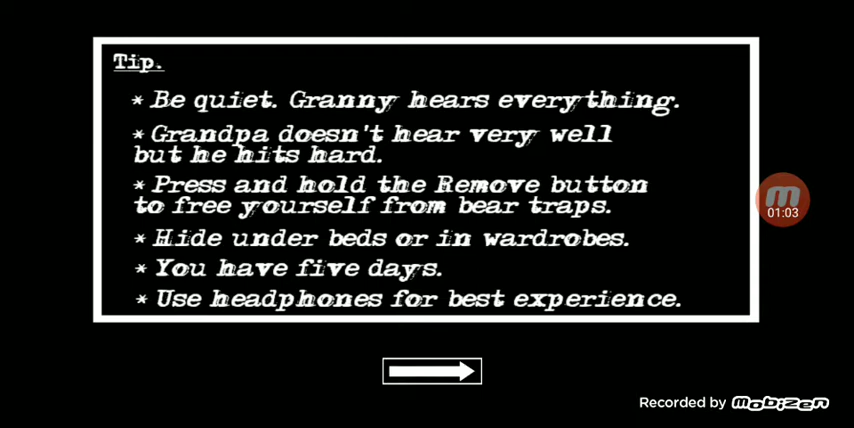 Tip.
* Be quiet. Granny hears everything.
* Grandpa doesn't hear very well
but he hits hard.
* Press and hold the Remove button
to free yourself from bear traps.
* Hide under beds or in wardrobes.
* You have five days.
* Use headphones for best experience.
01:03
Recorded by mobizen